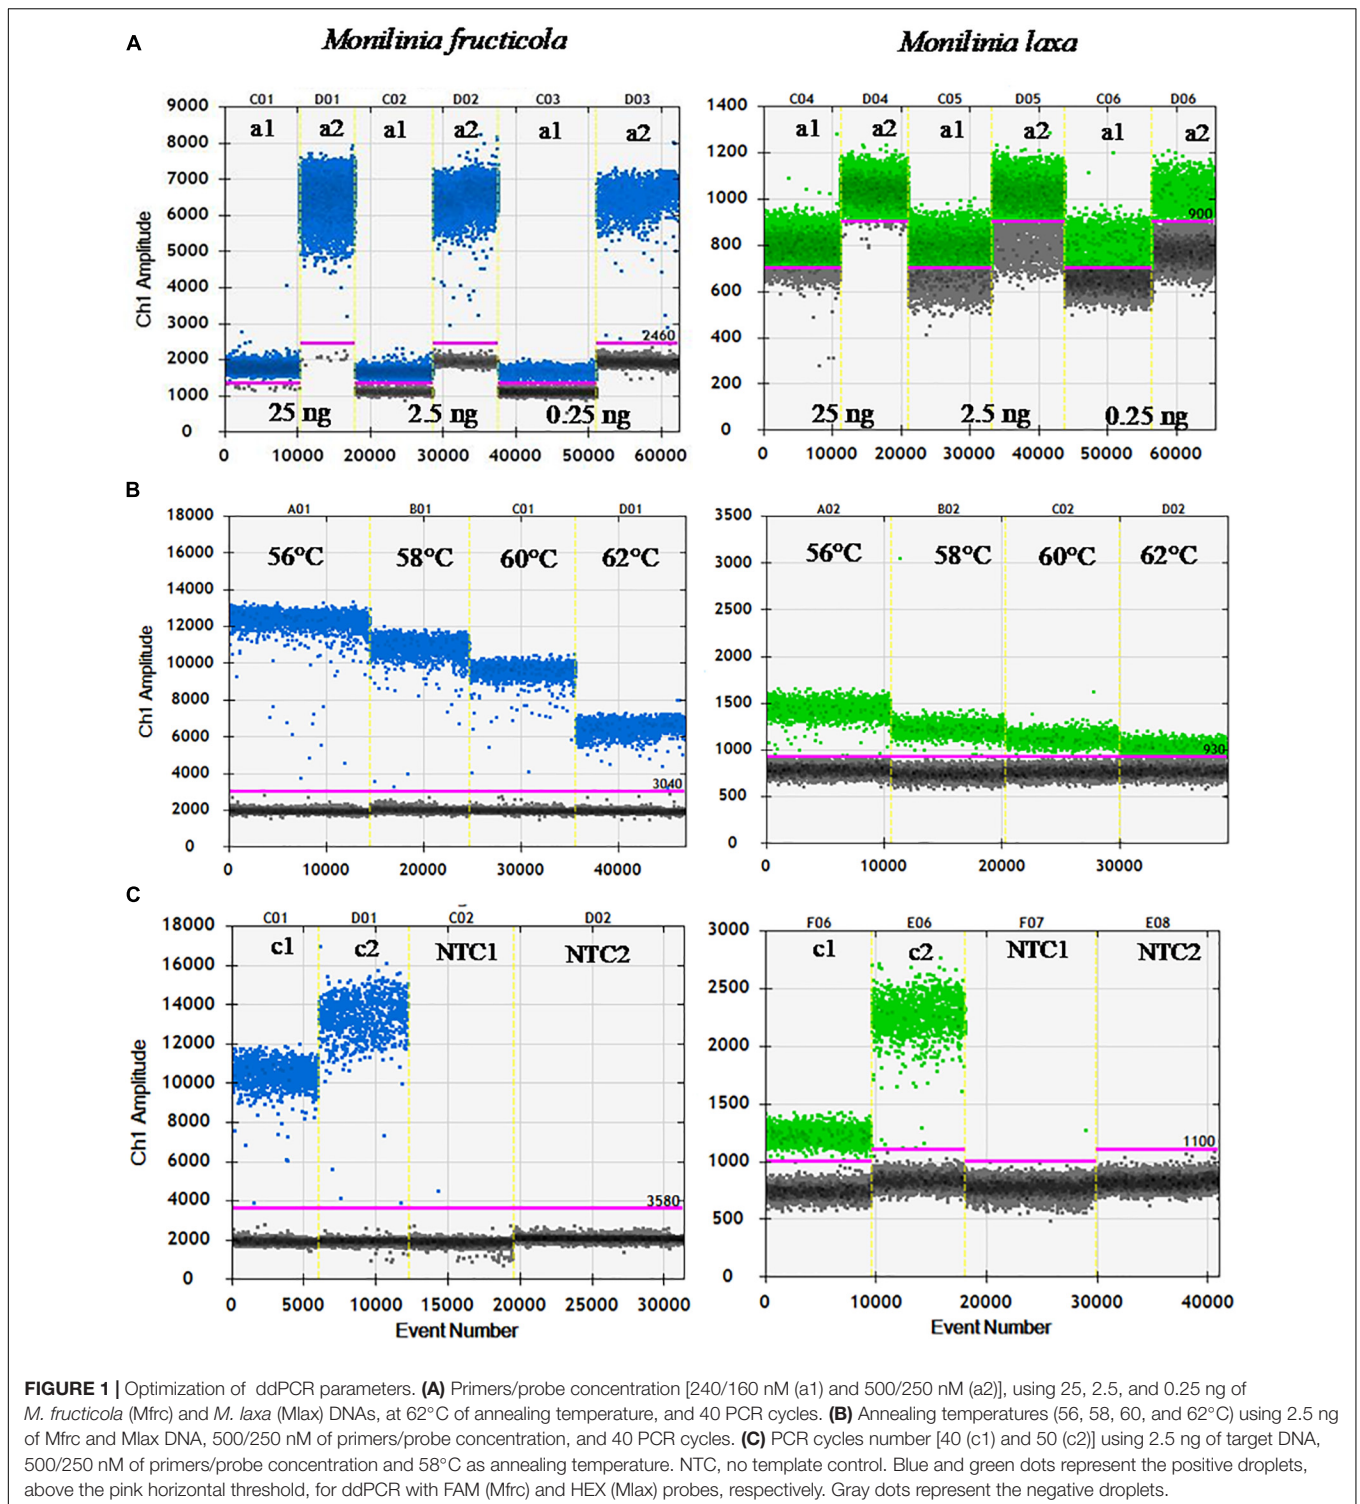 Monilinia fructicola
Monilinia laxa
A
C01 D01 C02 D02 C03 D03
a1 a2 a1 a2 a1 a2
9000
8000
7000
6000
5000
4000
3000
2000
1000
0
Ch1 Amplitude
2460
25 ng 2.5 ng 0.25 ng
0 10000 20000 30000 40000 50000 60000
C04 D04 C05 D05 C06 D06
a1 a2 a1 a2 a1 a2
1400
1200
1000
800
600
400
200
0
900
25 ng 2.5 ng 0.25 ng
0 10000 20000 30000 40000 50000 60000
B
A01 B01 C01 D01
56°C 58°C 60°C 62°C
18000
16000
14000
12000
10000
8000
6000
4000
2000
0
Ch1 Amplitude
3040
0 10000 20000 30000 40000
A02 B02 C02 D02
56°C 58°C 60°C 62°C
3500
3000
2500
2000
1500
1000
500
0
930
0 10000 20000 30000
C
C01 D01 C02 D02
c1 c2 NTC1 NTC2
18000
16000
14000
12000
10000
8000
6000
4000
2000
0
Ch1 Amplitude
3580
0 5000 10000 15000 20000 25000 30000
Event Number
F06 E06 F07 E08
c1 c2 NTC1 NTC2
3000
2500
2000
1500
1000
500
0
1100
0 10000 20000 30000 40000
Event Number
FIGURE 1 | Optimization of ddPCR parameters. (A) Primers/probe concentration [240/160 nM (a1) and 500/250 nM (a2)], using 25, 2.5, and 0.25 ng of
M. fructicola (Mfrc) and M. laxa (Mlax) DNAs, at 62°C of annealing temperature, and 40 PCR cycles. (B) Annealing temperatures (56, 58, 60, and 62°C) using 2.5 ng
of Mfrc and Mlax DNA, 500/250 nM of primers/probe concentration, and 40 PCR cycles. (C) PCR cycles number [40 (c1) and 50 (c2)] using 2.5 ng of target DNA,
500/250 nM of primers/probe concentration and 58°C as annealing temperature. NTC, no template control. Blue and green dots represent the positive droplets,
above the pink horizontal threshold, for ddPCR with FAM (Mfrc) and HEX (Mlax) probes, respectively. Gray dots represent the negative droplets.